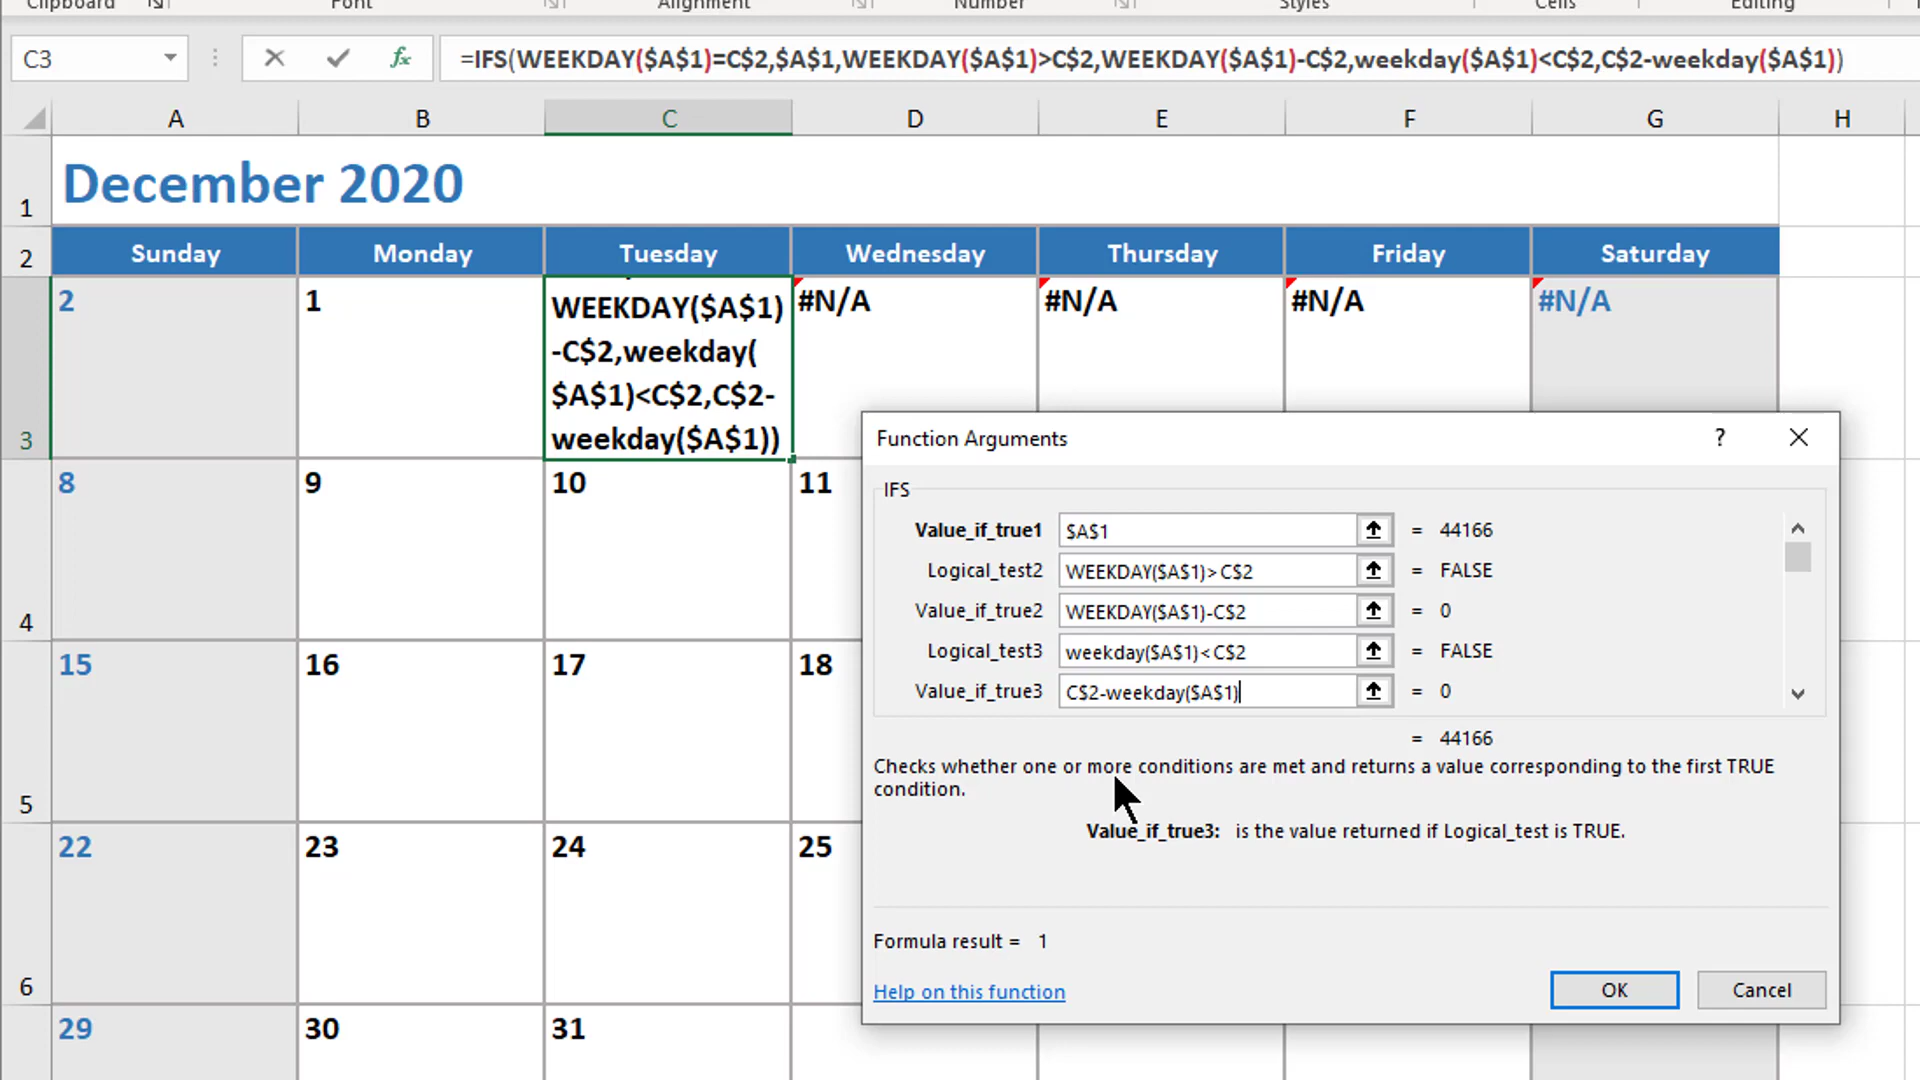 Clipboard Font Alignment Number Styles Cells Editing
C3 fx =IFS(WEEKDAY($A$1)=C$2,$A$1,WEEKDAY($A$1)>C$2,WEEKDAY($A$1)-C$2,weekday($A$1)<C$2,C$2-weekday($A$1))
A B C D E F G H
1 December 2020
2 Sunday Monday Tuesday Wednesday Thursday Friday Saturday
2 1 #N/A #N/A #N/A #N/A
WEEKDAY($A$1)
-C$2,weekday(
$A$1)<C$2,C$2-
weekday($A$1))
3
8 9 10 11
4
15 16 17 18
5
22 23 24 25
6
29 30 31
Function Arguments ?
IFS
Value_if_true1 $A$1 = 44166
Logical_test2 WEEKDAY($A$1)>C$2 = FALSE
Value_if_true2 WEEKDAY($A$1)-C$2 = 0
Logical_test3 weekday($A$1)<C$2 = FALSE
Value_if_true3 C$2-weekday($A$1) = 0
= 44166
Checks whether one or more conditions are met and returns a value corresponding to the first TRUE
condition.
Value_if_true3: is the value returned if Logical_test is TRUE.
Formula result = 1
Help on this function OK Cancel